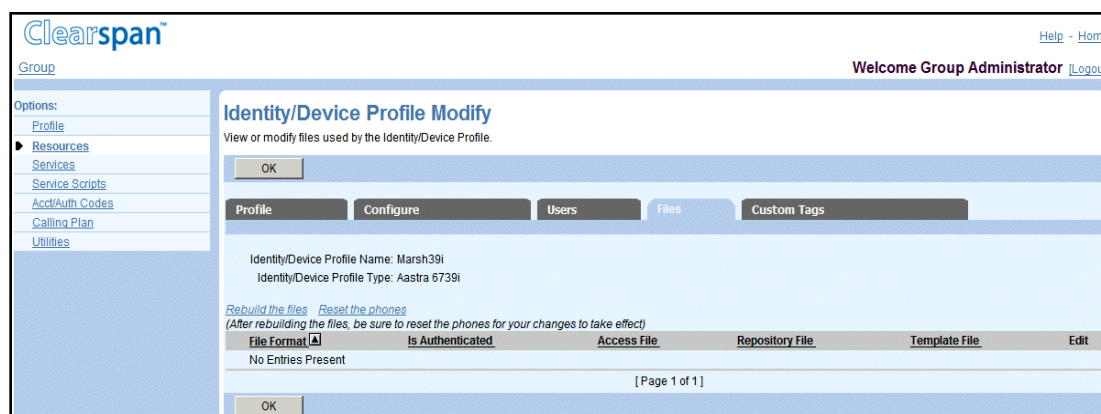 Clearspan™
Help - Hom
Group
Welcome Group Administrator [Logou
Options:
Profile
Resources
Services
Service Scripts
Acct/Auth Codes
Calling Plan
Utilities
Identity/Device Profile Modify
View or modify files used by the Identity/Device Profile.
OK
Profile Configure Users Files Custom Tags
Identity/Device Profile Name: Marsh39i
Identity/Device Profile Type: Aastra 6739i
Rebuild the files Reset the phones
(After rebuilding the files, be sure to reset the phones for your changes to take effect)
File Format Is Authenticated Access File Repository File Template File Edit
No Entries Present
[ Page 1 of 1 ]
OK